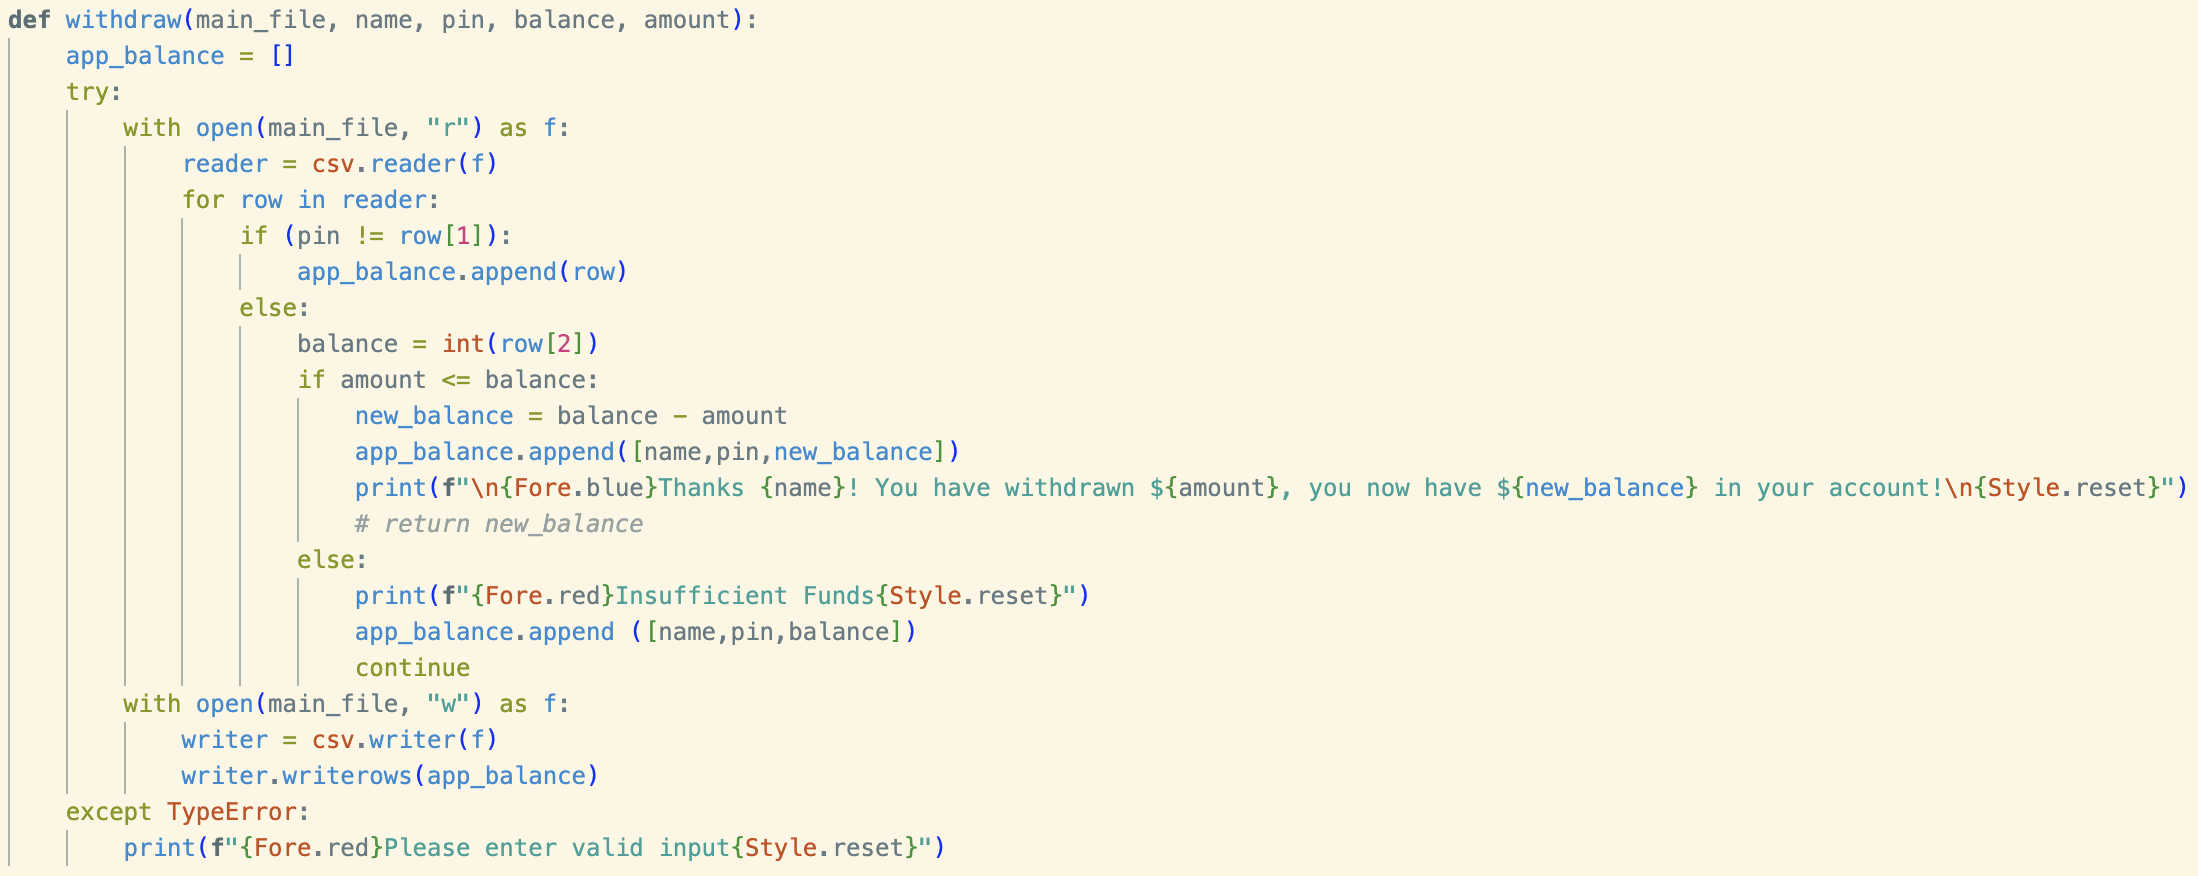 def withdraw(main_file, name, pin, balance, amount):
    app_balance = []
    try:
        with open(main_file, "r") as f:
            reader = csv.reader(f)
            for row in reader:
                if (pin != row[1]):
                    app_balance.append(row)
                else:
                    balance = int(row[2])
                    if amount <= balance:
                        new_balance = balance - amount
                        app_balance.append([name,pin,new_balance])
                        print(f"\n{Fore.blue}Thanks {name}! You have withdrawn ${amount}, you now have ${new_balance} in your account!\n{Style.reset}")
                        # return new_balance
                    else:
                        print(f"{Fore.red}Insufficient Funds{Style.reset}")
                        app_balance.append ([name,pin,balance])
                        continue
        with open(main_file, "w") as f:
            writer = csv.writer(f)
            writer.writerows(app_balance)
    except TypeError:
        print(f"{Fore.red}Please enter valid input{Style.reset}")